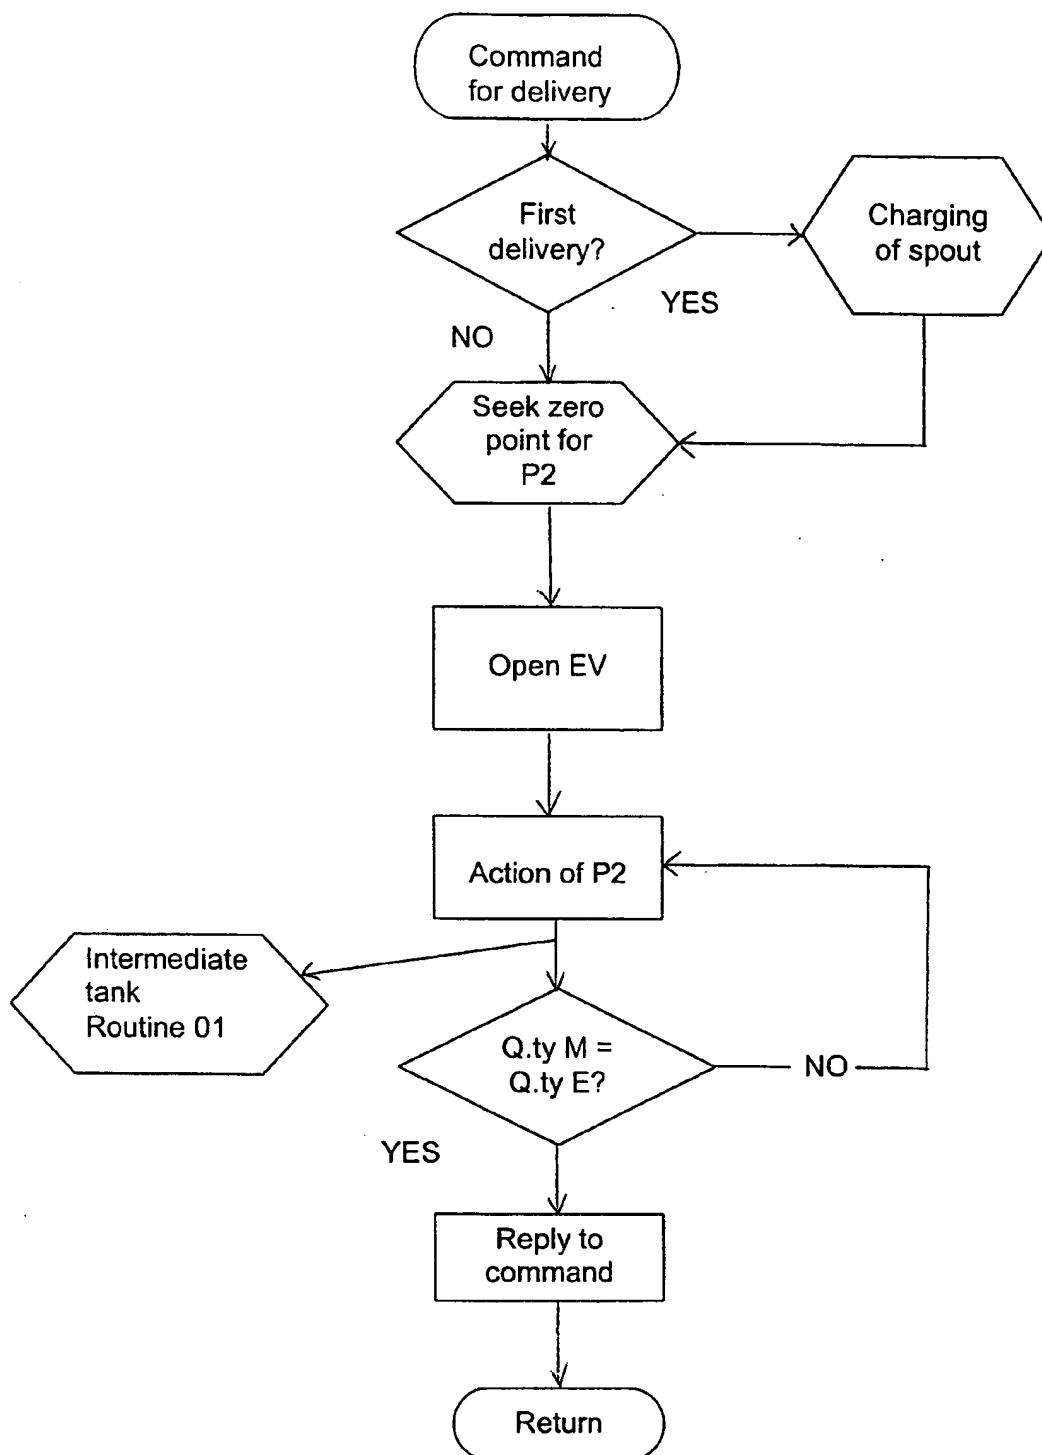 Command
for delivery
First
delivery?
Charging
of spout
YES
NO
Seek zero
point for
P2
Open EV
Action of P2
Intermediate
tank
Routine 01
Q.ty M =
Q.ty E?
NO
YES
Reply to
command
Return